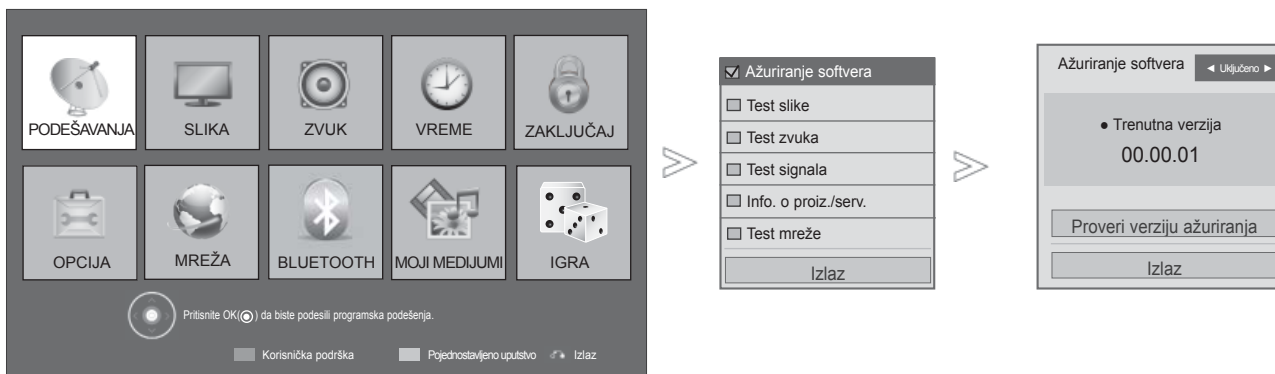 PODEŠAVANJA
SLIKA
ZVUK
VREME
ZAKLJUČAJ
OPCIJA
MREŽA
BLUETOOTH
MOJI MEDIJUMI
IGRA
Pritisnite OK( ) da biste podesili programska podešenja.
Korisnička podrška
Pojednostavljeno uputstvo
Izlaz
Ažuriranje softvera
Test slike
Test zvuka
Test signala
Info. o proiz./serv.
Test mreže
Izlaz
Ažuriranje softvera ◄ Uključeno ►
● Trenutna verzija
00.00.01
Proveri verziju ažuriranja
Izlaz